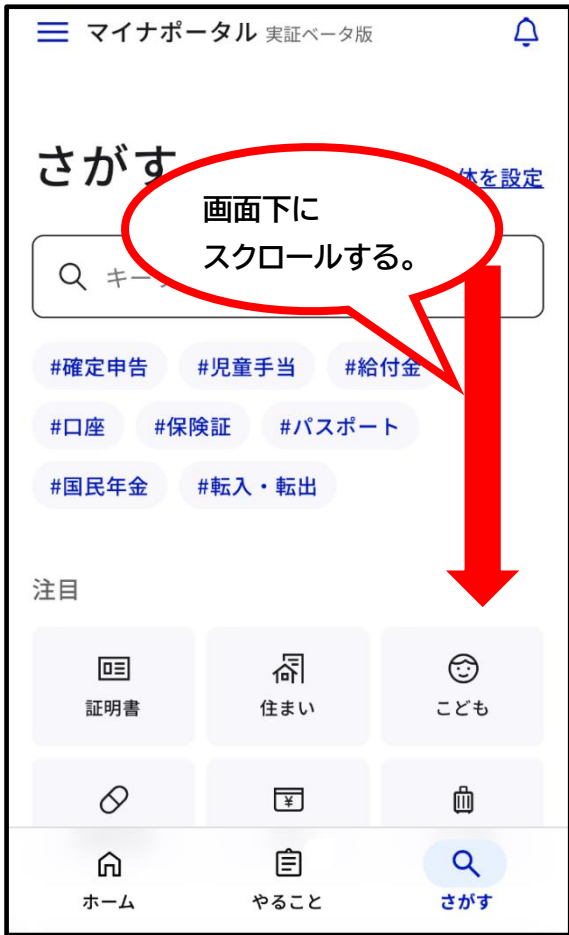 マイナポータル 実証ベータ版
さがす
体を設定
画面下に
スクロールする。
キー
#確定申告 #児童手当 #給付金
#口座 #保険証 #パスポート
#国民年金 #転入・転出
注目
証明書 住まい こども
ホーム やること さがす